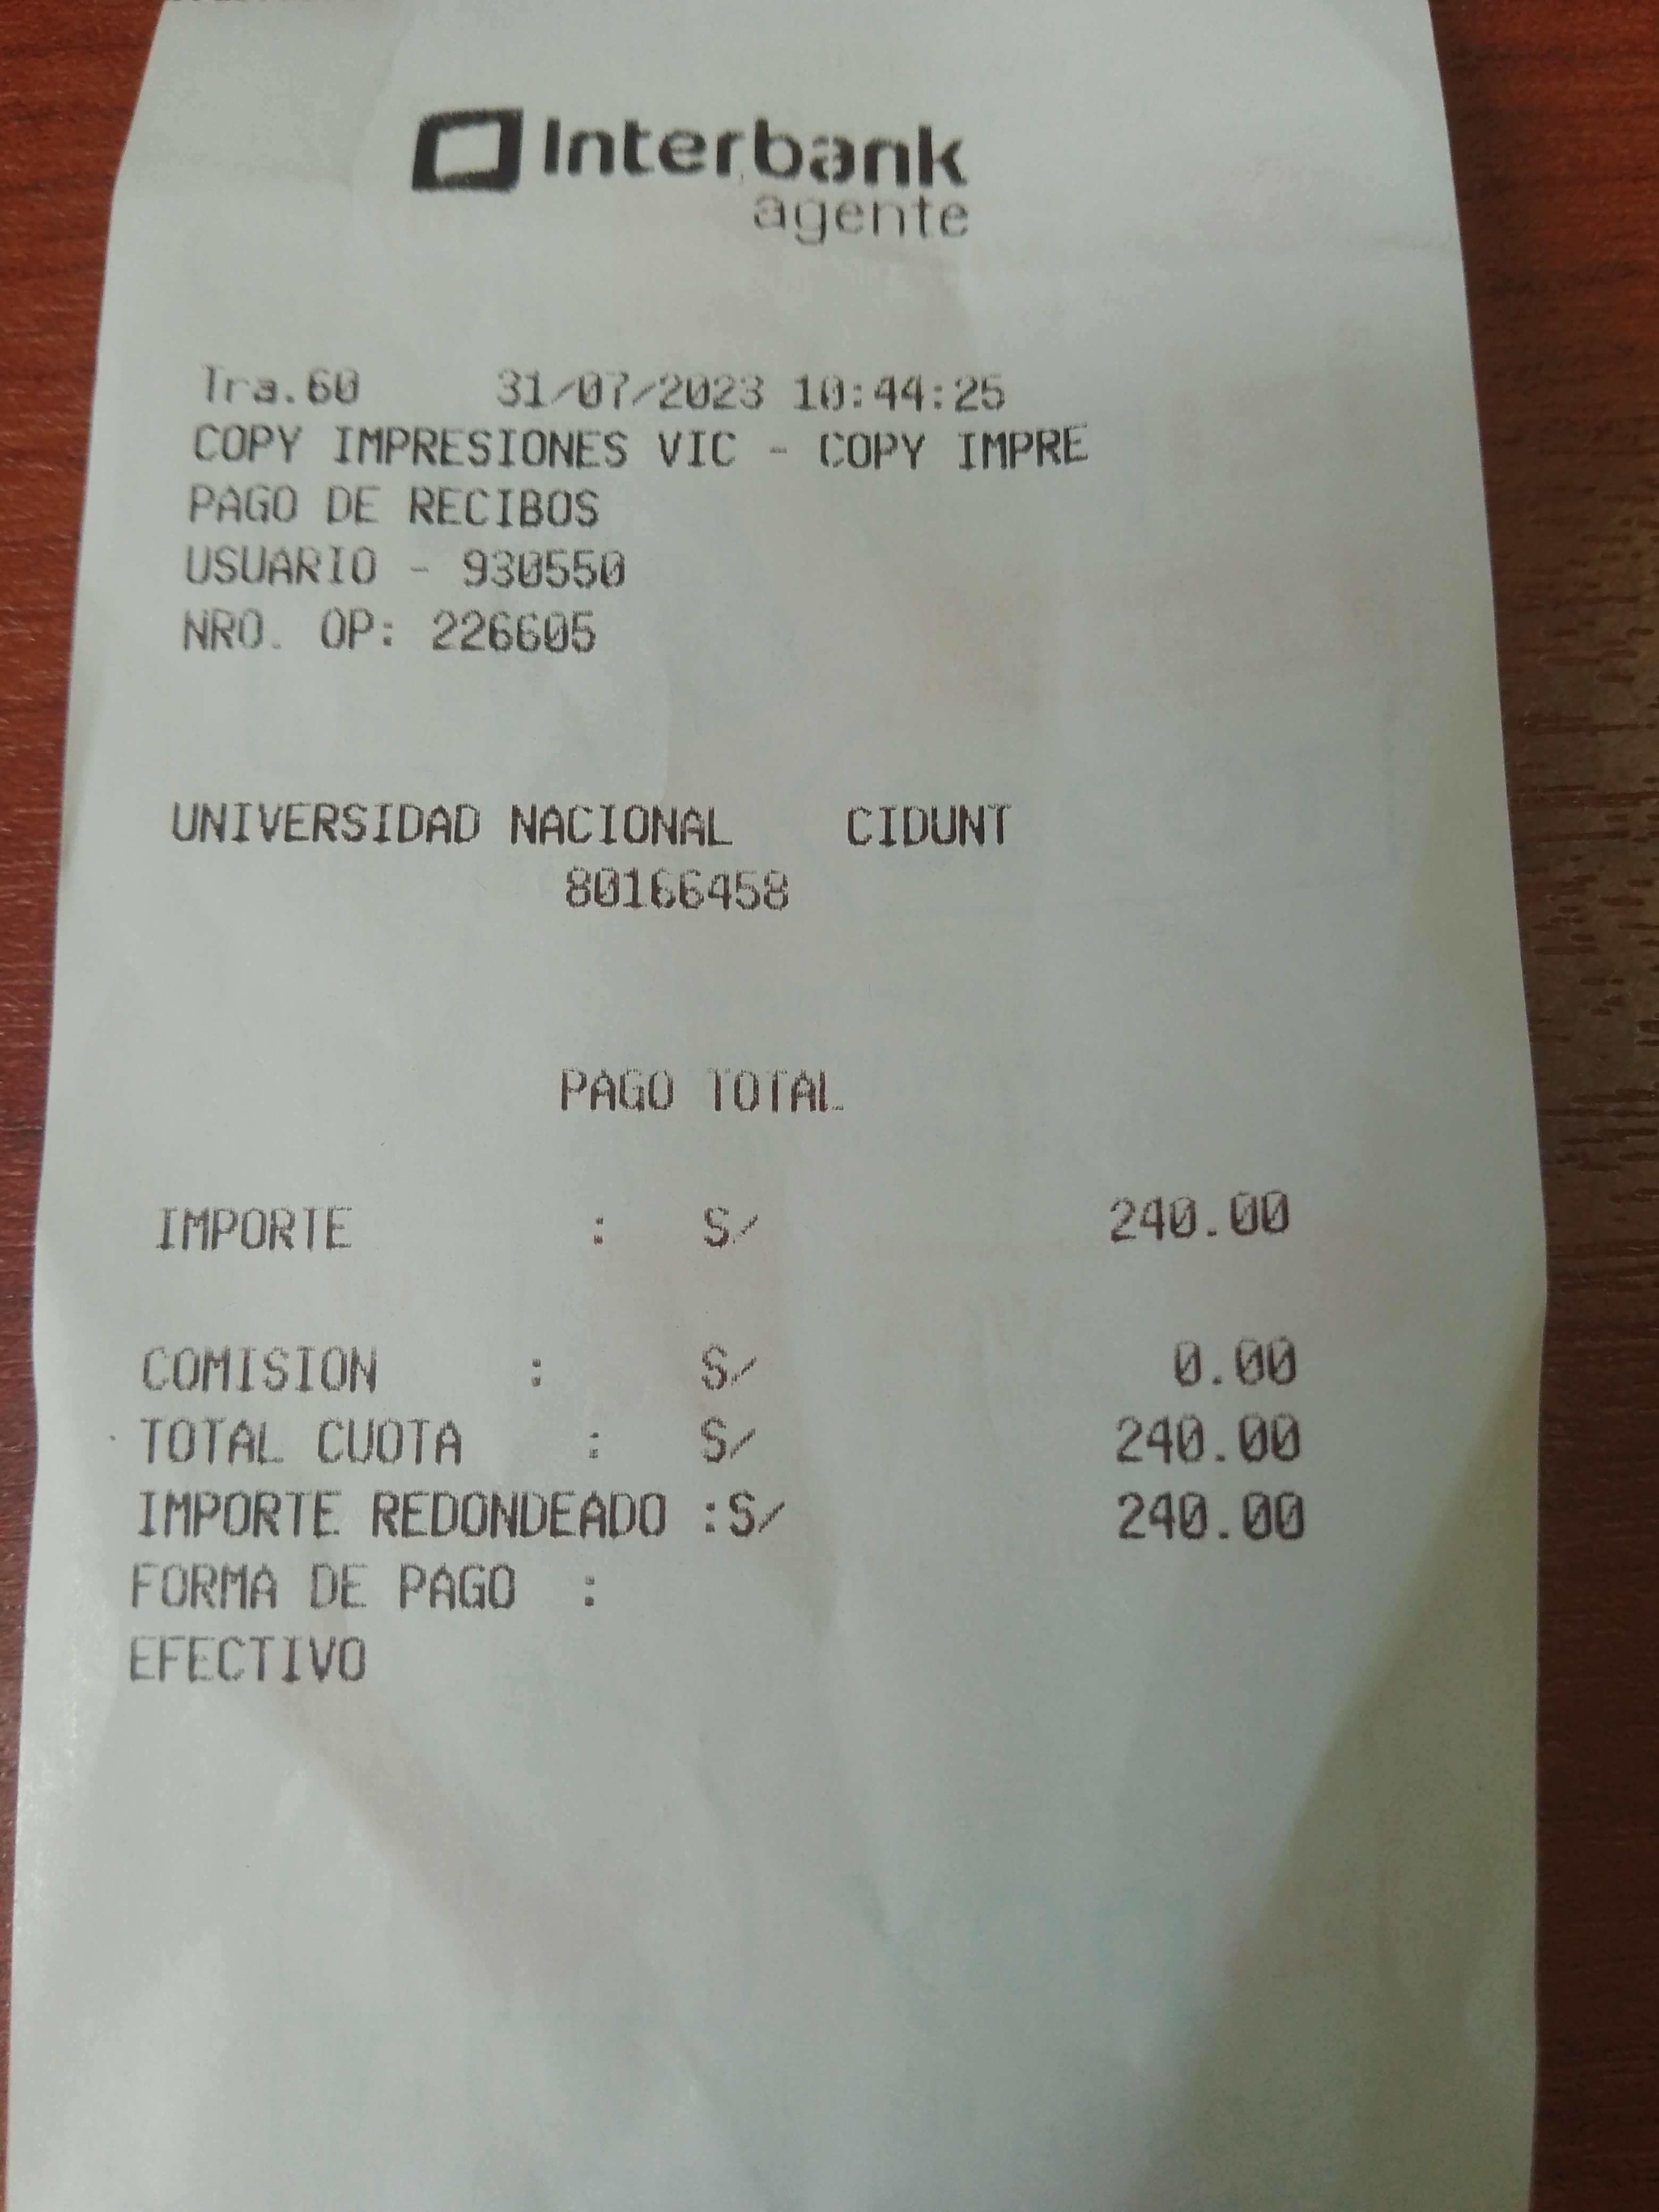 Interbank
agente
Tra.60 31/07/2023 10:44:25
COPY IMPRESIONES VIC - COPY IMPRE
PAGO DE RECIBOS
USUARIO - 930550
NRO. OP: 226605
UNIVERSIDAD NACIONAL CIDUNT
80166458
PAGO TOTAL
IMPORTE : S/ 240.00
COMISION : S/ 0.00
TOTAL CUOTA : S/ 240.00
IMPORTE REDONDEADO :S/ 240.00
FORMA DE PAGO :
EFECTIVO